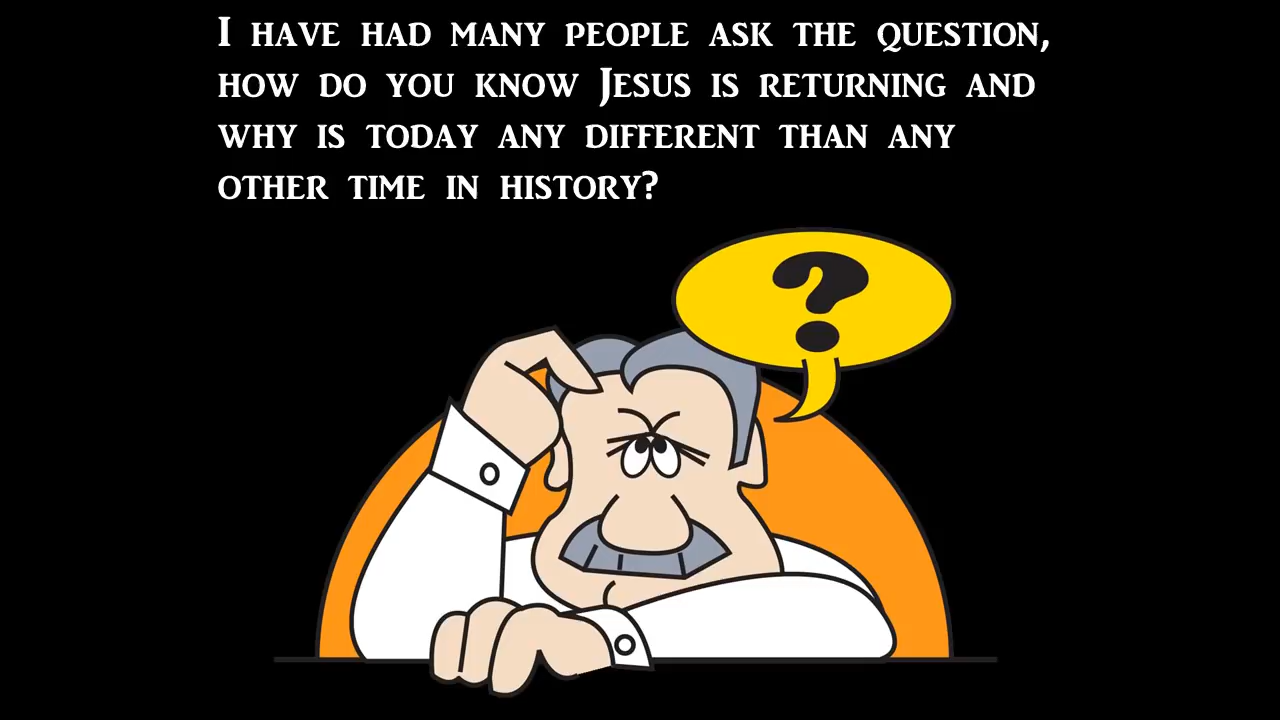 I have had many people ask the question,
how do you know Jesus is returning and
why is today any different than any
other time in history?
?